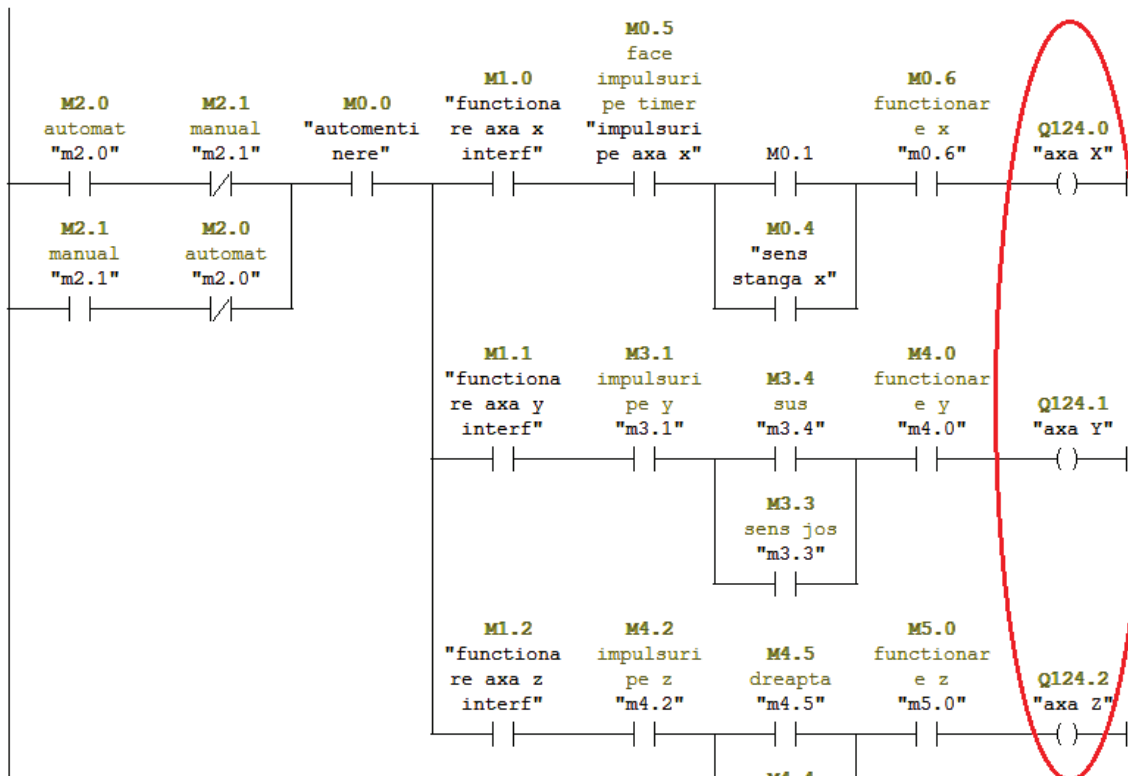 M0.5
face
M1.0 impulsuri M0.6
M2.0 M2.1 M0.0 "functiona pe timer functionar
automat manual "automenti re axa x "impulsuri e x Q124.0
"m2.0" "m2.1" nere" interf" pe axa x" M0.1 "m0.6" "axa X"
M2.1 M2.0 M0.4
manual automat "sens
"m2.1" "m2.0" stanga x"
M1.1 M3.1 M4.0
"functiona impulsuri M3.4 functionar
re axa y pe y sus e y Q124.1
interf" "m3.1" "m3.4" "m4.0" "axa Y"
M3.3
sens jos
"m3.3"
M1.2 M4.2 M5.0
"functiona impulsuri M4.5 functionar
re axa z pe z dreapta e z Q124.2
interf" "m4.2" "m4.5" "m5.0" "axa Z"